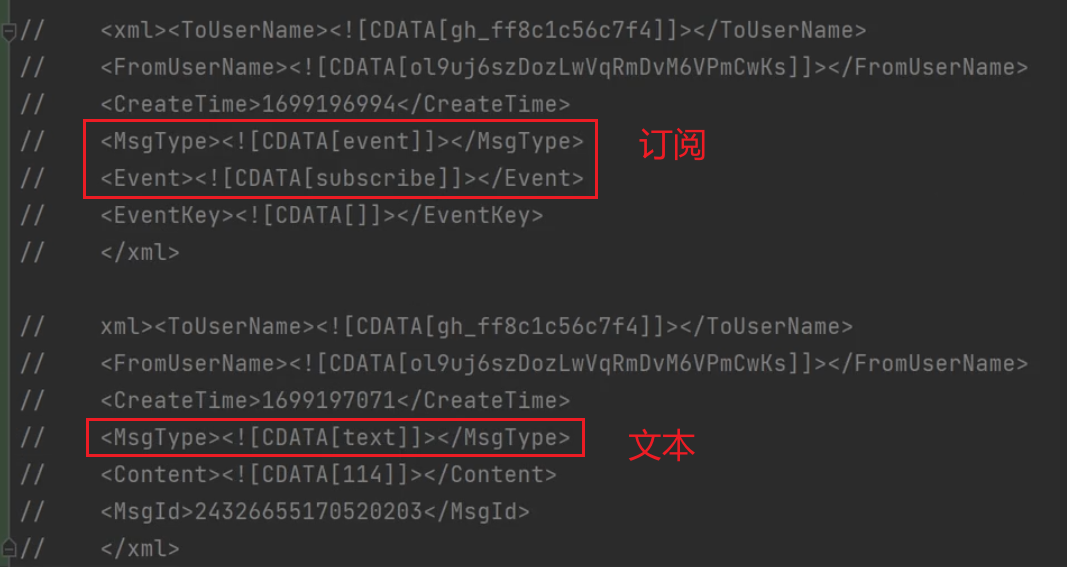 // <xml><ToUserName><![CDATA[gh_ff8c1c56c7f4]]></ToUserName>
// <FromUserName><![CDATA[ol9uj6szDozLwVqRmDvM6VPmCwKs]]></FromUserName>
// <CreateTime>1699196994</CreateTime>
// <MsgType><![CDATA[event]]></MsgType> 订阅
// <Event><![CDATA[subscribe]]></Event>
// <EventKey><![CDATA[]]></EventKey>
// </xml>
// xml><ToUserName><![CDATA[gh_ff8c1c56c7f4]]></ToUserName>
// <FromUserName><![CDATA[ol9uj6szDozLwVqRmDvM6VPmCwKs]]></FromUserName>
// <CreateTime>1699197071</CreateTime>
// <MsgType><![CDATA[text]]></MsgType> 文本
// <Content><![CDATA[114]]></Content>
// <MsgId>24326655170520203</MsgId>
// </xml>